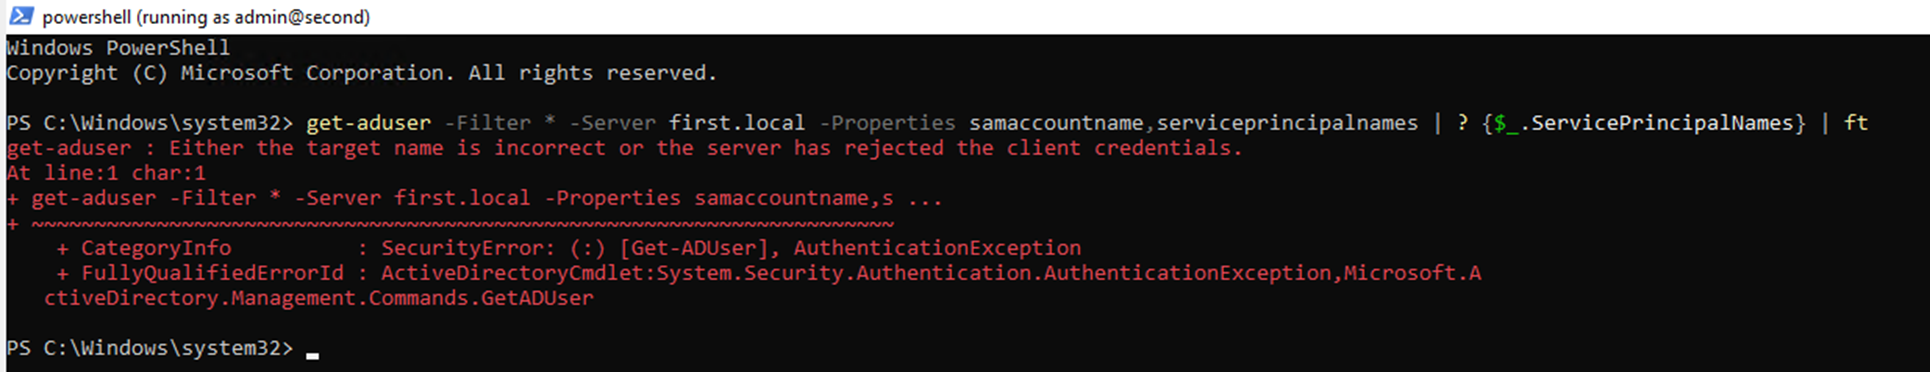 powershell (running as admin@second)
Windows PowerShell
Copyright (C) Microsoft Corporation. All rights reserved.
PS C:\Windows\system32> get-aduser -Filter * -Server first.local -Properties samaccountname,serviceprincipalnames | ? {$_.ServicePrincipalNames} | ft
get-aduser : Either the target name is incorrect or the server has rejected the client credentials.
At line:1 char:1
+ get-aduser -Filter * -Server first.local -Properties samaccountname,s ...
+ ~~~~~~~~~~~~~~~~~~~~~~~~~~~~~~~~~~~~~~~~~~~~~~~~~~~~~~~~~~~~~~~~~~~~~
    + CategoryInfo          : SecurityError: (:) [Get-ADUser], AuthenticationException
    + FullyQualifiedErrorId : ActiveDirectoryCmdlet:System.Security.Authentication.AuthenticationException,Microsoft.A
   ctiveDirectory.Management.Commands.GetADUser
PS C:\Windows\system32> _